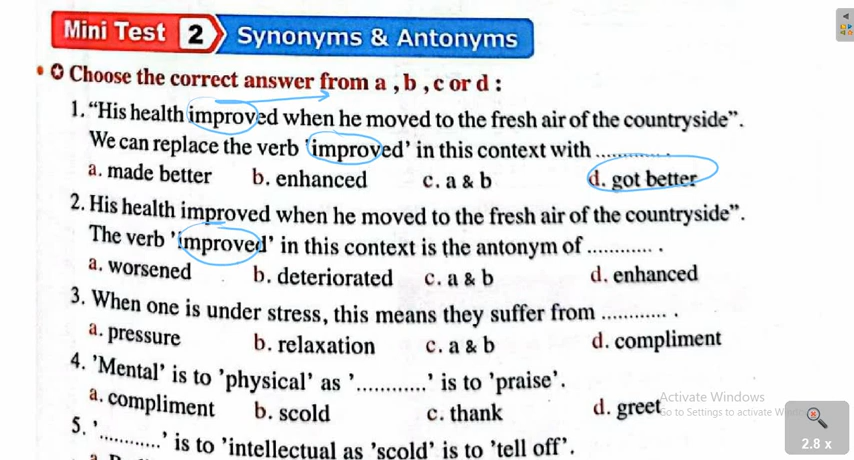 Mini Test 2 Synonyms & Antonyms
Choose the correct answer from a , b , c or d :
1. “His health improved when he moved to the fresh air of the countryside”.
We can replace the verb 'improved’ in this context with ............ .
a. made better b. enhanced c. a & b d. got better
2. His health improved when he moved to the fresh air of the countryside”.
The verb ’improved’ in this context is the antonym of ............ .
a. worsened b. deteriorated c. a & b d. enhanced
3. When one is under stress, this means they suffer from ............ .
a. pressure b. relaxation c. a & b d. compliment
4. ’Mental’ is to ’physical’ as ’............’ is to ’praise’.
a. compliment b. scold c. thank d. greet
Activate Windows
Go to Settings to activate
5. ’............’ is to ’intellectual as ’scold’ is to ’tell off’.
2.8 x